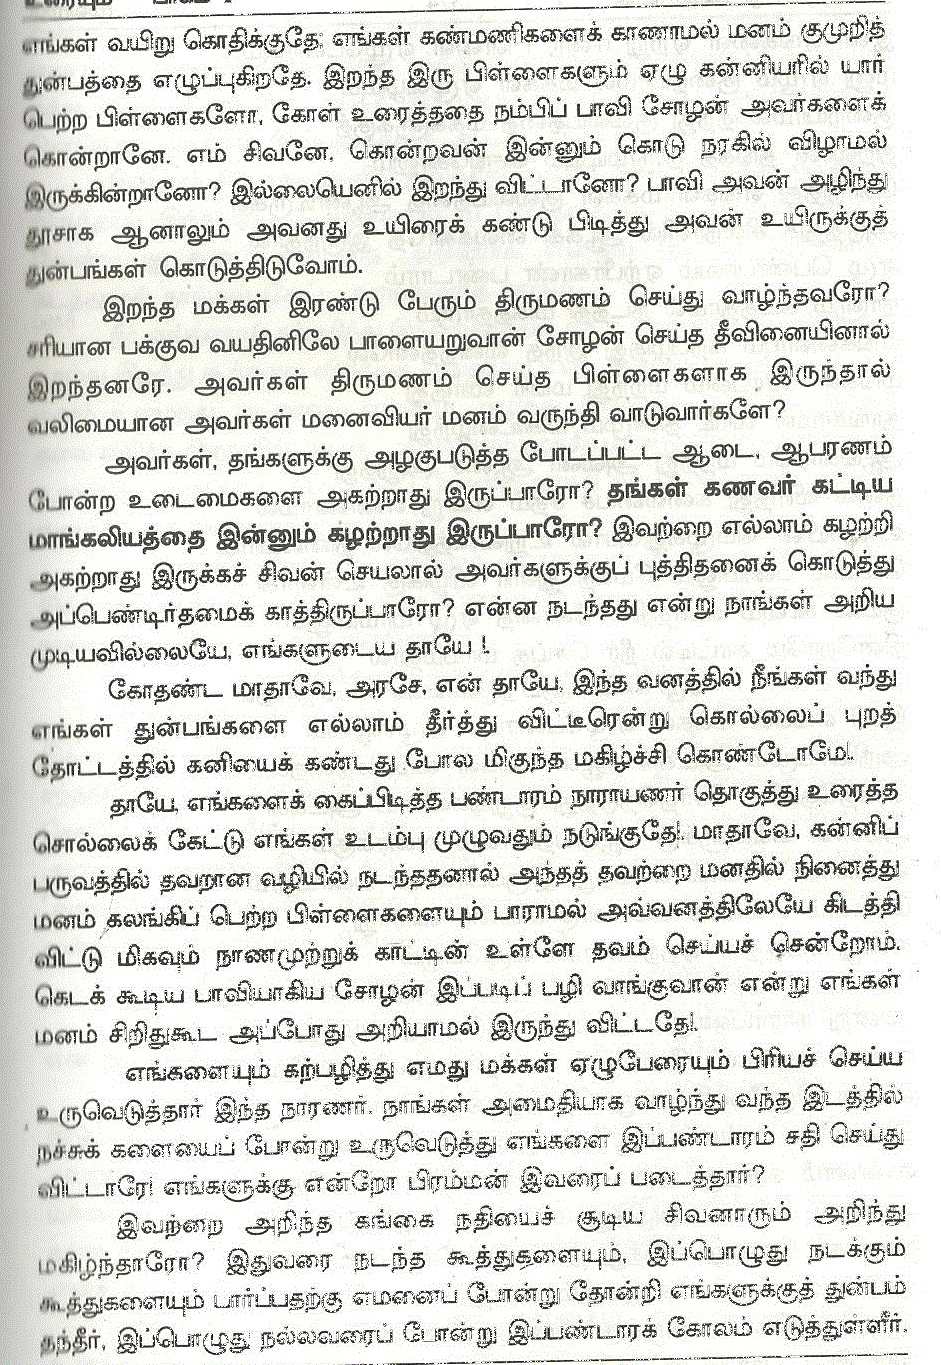 உரையும்
எங்கள் வயிறு கொதிக்குதே, எங்கள் கண்மணிகளைக் காணாமல் மனம் குமுறித்
துன்பத்தை எழுப்புகிறதே. இறந்த இரு பிள்ளைகளும் ஏழு கன்னியரில் யார்
பெற்ற பிள்ளைகளோ, கோள் உரைத்ததை நம்பிப் பாவி சோழன் அவர்களைக்
கொன்றானே. எம் சிவனே, கொன்றவன் இன்னும் கொடு நரகில் விழாமல்
இருக்கின்றானோ? இல்லையெனில் இறந்து விட்டானோ? பாவி அவன் அழிந்து
தூசாக ஆனாலும் அவனது உயிரைக் கண்டு பிடித்து அவன் உயிருக்குத்
துன்பங்கள் கொடுத்திடுவோம்.
இறந்த மக்கள் இரண்டு பேரும் திருமணம் செய்து வாழ்ந்தவரோ?
சரியான பக்குவ வயதினிலே பாளையறுவான் சோழன் செய்த தீவினையினால்
இறந்தனரே. அவர்கள் திருமணம் செய்த பிள்ளைகளாக இருந்தால்
வலிமையான அவர்கள் மனைவியர் மனம் வருந்தி வாடுவார்களே?
அவர்கள், தங்களுக்கு அழகுபடுத்த போடப்பட்ட ஆடை, ஆபரணம்
போன்ற உடைமைகளை அகற்றாது இருப்பாரோ? தங்கள் கணவர் கட்டிய
மாங்கலியத்தை இன்னும் கழற்றாது இருப்பாரோ? இவற்றை எல்லாம் கழற்றி
அகற்றாது இருக்கச் சிவன் செயலால் அவர்களுக்குப் புத்திதனைக் கொடுத்து
அப்பெண்டிர்தமைக் காத்திருப்பாரோ? என்ன நடந்தது என்று நாங்கள் அறிய
முடியவில்லையே, எங்களுடைய தாயே !.
கோதண்ட மாதாவே, அரசே, என் தாயே, இந்த வனத்தில் நீங்கள் வந்து
எங்கள் துன்பங்களை எல்லாம் தீர்த்து விட்டீரென்று கொல்லைப் புறத்
தோட்டத்தில் கனியைக் கண்டது போல மிகுந்த மகிழ்ச்சி கொண்டோமே!.
தாயே, எங்களைக் கைப்பிடித்த பண்டாரம் நாராயணர் தொகுத்து உரைத்த
சொல்லைக் கேட்டு எங்கள் உடம்பு முழுவதும் நடுங்குதே!. மாதாவே, கன்னிப்
பருவத்தில் தவறான வழியில் நடந்ததனால் அந்தத் தவற்றை மனதில் நினைத்து
மனம் கலங்கிப் பெற்ற பிள்ளைகளையும் பாராமல் அவ்வனத்திலேயே கிடத்தி
விட்டு மிகவும் நாணமுற்றுக் காட்டின் உள்ளே தவம் செய்யச் சென்றோம்.
கெடக் கூடிய பாவியாகிய சோழன் இப்படிப் பழி வாங்குவான் என்று எங்கள்
மனம் சிறிதுகூட அப்போது அறியாமல் இருந்து விட்டதே!.
எங்களையும் கற்பழித்து எமது மக்கள் ஏழுபேரையும் பிரியச் செய்ய
உருவெடுத்தார் இந்த நாரணர். நாங்கள் அமைதியாக வாழ்ந்து வந்த இடத்தில்
நச்சுக் களையைப் போன்று உருவெடுத்து எங்களை இப்பண்டாரம் சதி செய்து
விட்டாரே! எங்களுக்கு என்றோ பிரம்மன் இவரைப் படைத்தார்?
இவற்றை அறிந்த கங்கை நதியைச் சூடிய சிவனாரும் அறிந்து
மகிழ்ந்தாரோ? இதுவரை நடந்த கூத்துகளையும், இப்பொழுது நடக்கும்
கூத்துகளையும் பார்ப்பதற்கு எமனைப் போன்று தோன்றி எங்களுக்குத் துன்பம்
தந்தீர், இப்பொழுது நல்லவரைப் போன்று இப்பண்டாரக் கோலம் எடுத்துள்ளீர்.